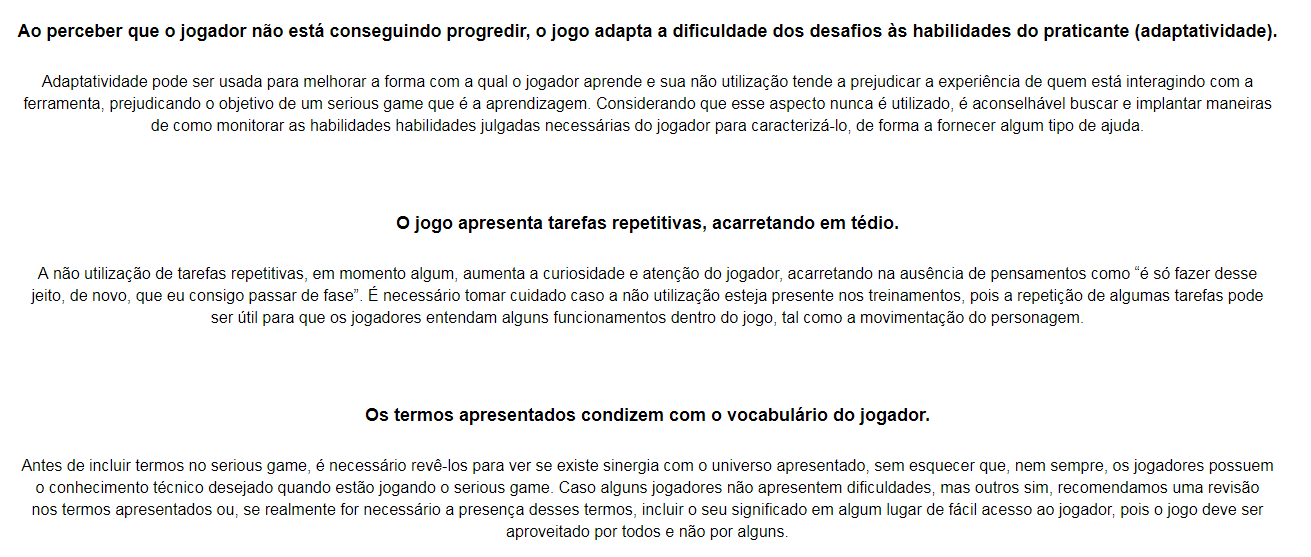 Ao perceber que o jogador não está conseguindo progredir, o jogo adapta a dificuldade dos desafios às habilidades do praticante (adaptatividade).
Adaptatividade pode ser usada para melhorar a forma com a qual o jogador aprende e sua não utilização tende a prejudicar a experiência de quem está interagindo com a
ferramenta, prejudicando o objetivo de um serious game que é a aprendizagem. Considerando que esse aspecto nunca é utilizado, é aconselhável buscar e implantar maneiras
de como monitorar as habilidades habilidades julgadas necessárias do jogador para caracterizá-lo, de forma a fornecer algum tipo de ajuda.
O jogo apresenta tarefas repetitivas, acarretando em tédio.
A não utilização de tarefas repetitivas, em momento algum, aumenta a curiosidade e atenção do jogador, acarretando na ausência de pensamentos como “é só fazer desse
jeito, de novo, que eu consigo passar de fase”. É necessário tomar cuidado caso a não utilização esteja presente nos treinamentos, pois a repetição de algumas tarefas pode
ser útil para que os jogadores entendam alguns funcionamentos dentro do jogo, tal como a movimentação do personagem.
Os termos apresentados condizem com o vocabulário do jogador.
Antes de incluir termos no serious game, é necessário revê-los para ver se existe sinergia com o universo apresentado, sem esquecer que, nem sempre, os jogadores possuem
o conhecimento técnico desejado quando estão jogando o serious game. Caso alguns jogadores não apresentem dificuldades, mas outros sim, recomendamos uma revisão
nos termos apresentados ou, se realmente for necessário a presença desses termos, incluir o seu significado em algum lugar de fácil acesso ao jogador, pois o jogo deve ser
aproveitado por todos e não por alguns.